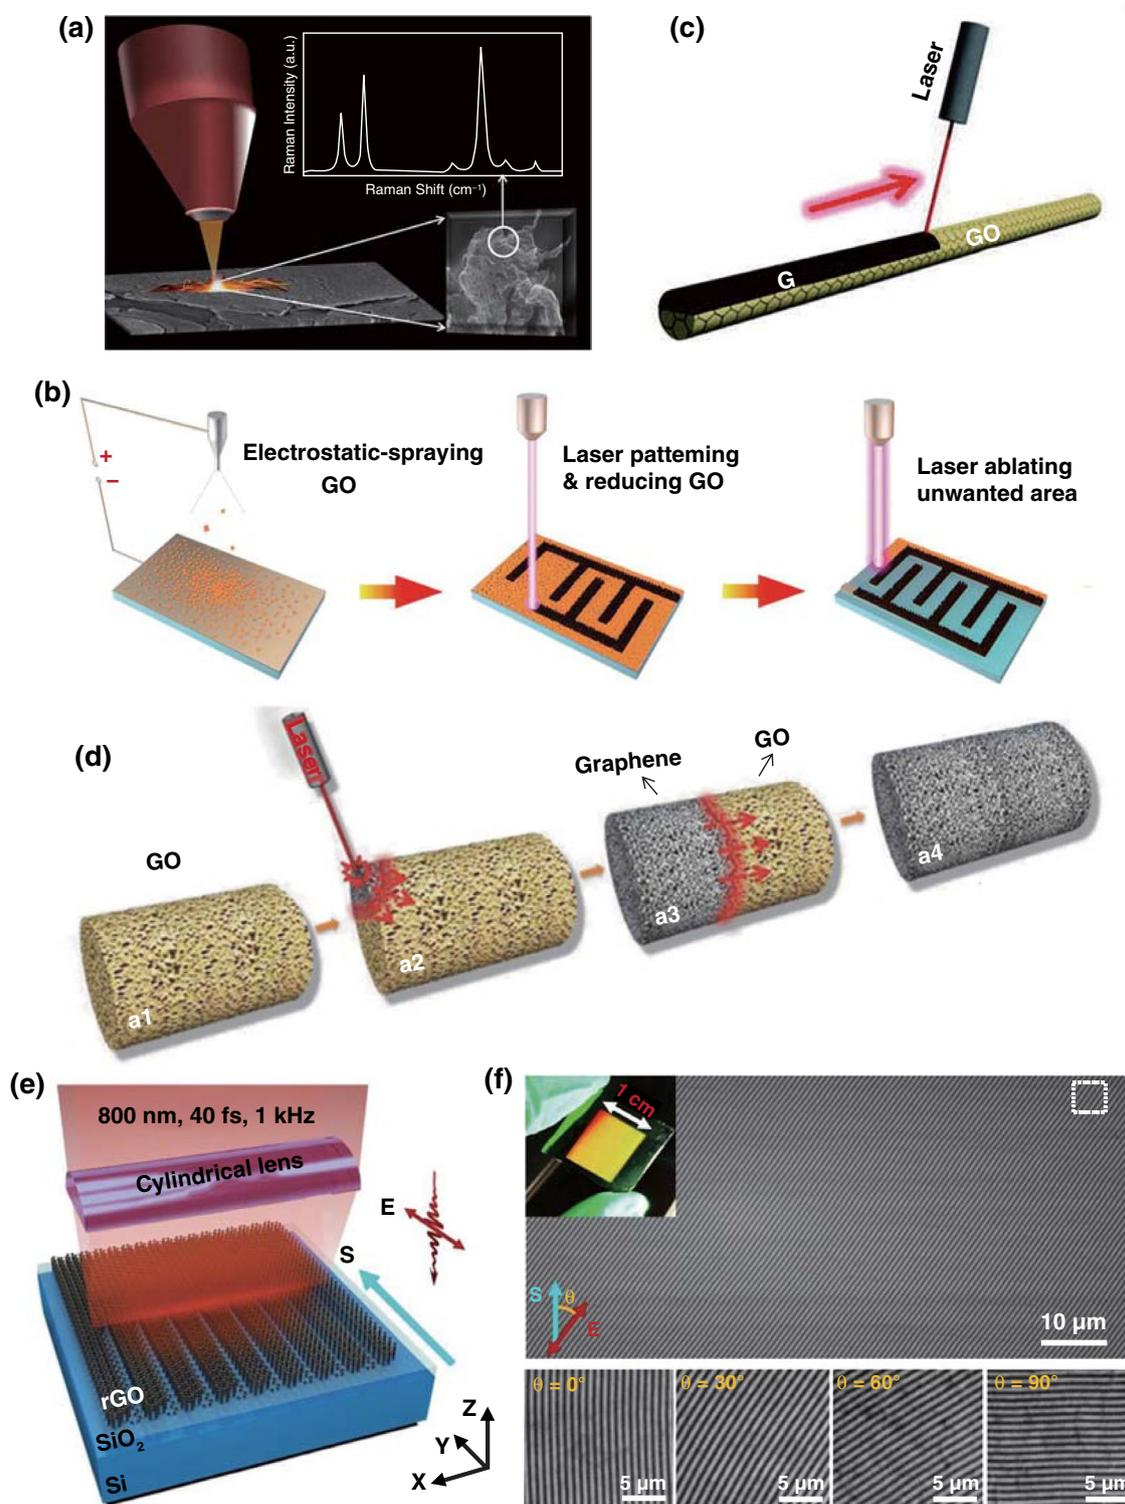 (a)
Raman Intensity (a.u.)
Raman Shift (cm⁻¹)
(c)
Laser
GO
G
(b)
+
−
Electrostatic-spraying
GO
Laser patteming
& reducing GO
Laser ablating
unwanted area
(d)
Laser
Graphene
GO
GO
a1
a2
a3
a4
(e)
800 nm, 40 fs, 1 kHz
Cylindrical lens
E
S
rGO
SiO₂
Si
Z
Y
X
(f)
1 cm
S
θ
E
10 µm
θ = 0°
θ = 30°
θ = 60°
θ = 90°
5 µm
5 µm
5 µm
5 µm